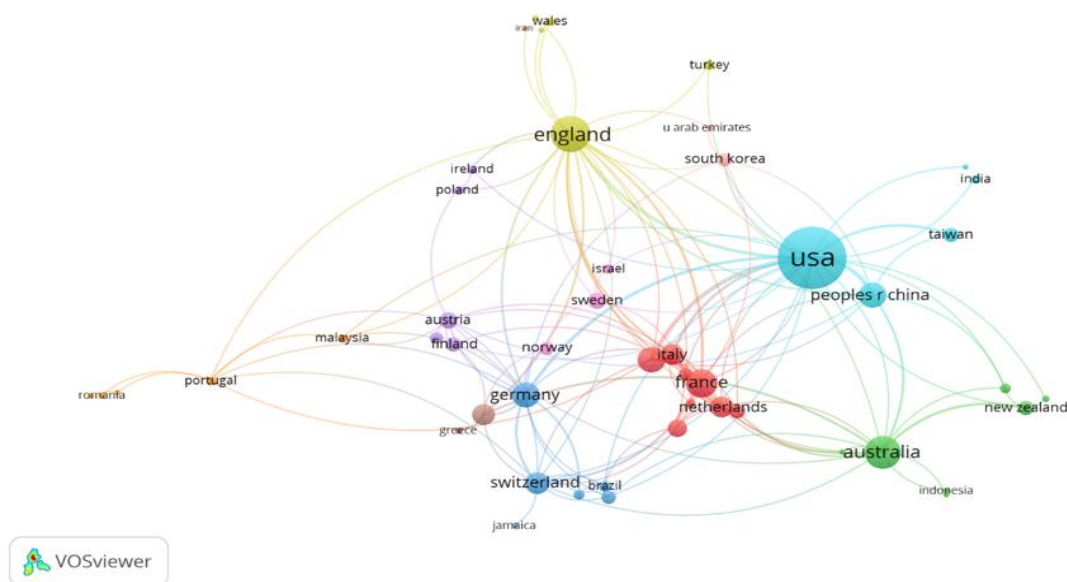 wales
iran
turkey
england
u arab emirates
south korea
ireland
poland
india
taiwan
usa
israel
peoples r china
sweden
austria
malaysia
finland
norway
italy
portugal
france
romania
germany
netherlands
new zealand
greece
australia
switzerland
brazil
indonesia
jamaica
VOSviewer